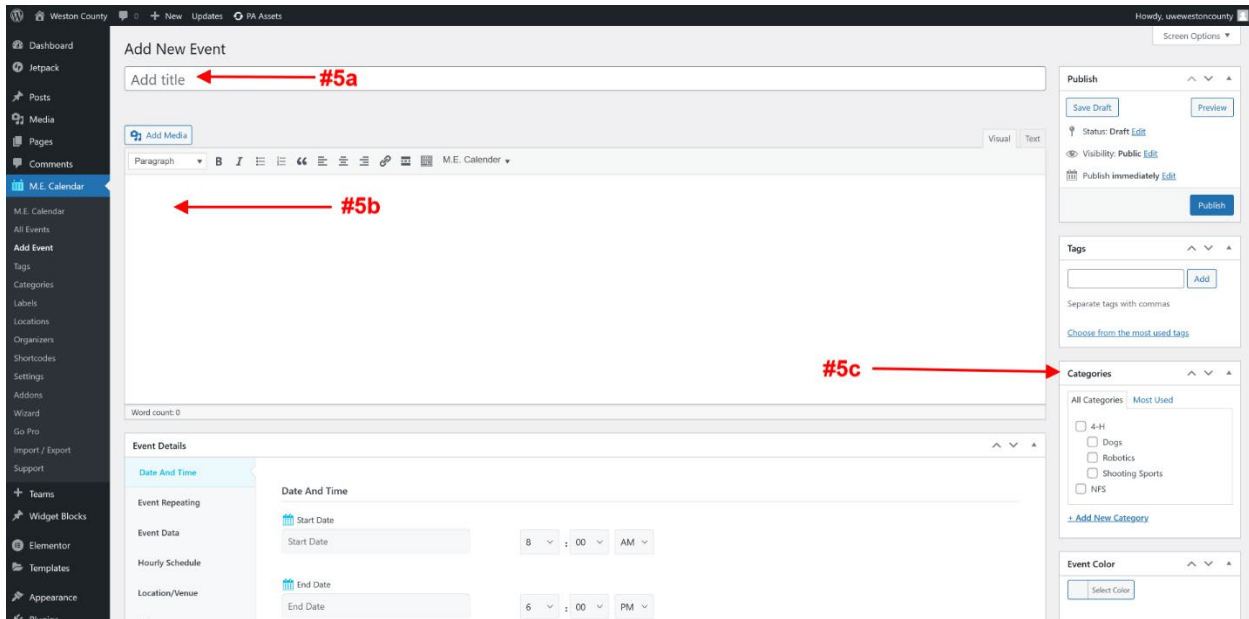 Weston County 0 + New Updates PA Assets Howdy, uwewestoncounty
Screen Options ▼
Dashboard
Jetpack
Posts
Media
Pages
Comments
M.E. Calendar
M.E. Calendar
All Events
Add Event
Tags
Categories
Labels
Locations
Organizers
Shortcodes
Settings
Addons
Wizard
Go Pro
Import / Export
Support
Teams
Widget Blocks
Elementor
Templates
Appearance
Add New Event
Add title #5a
Add Media
Visual Text
Paragraph B I M.E. Calender
#5b
#5c
Word count: 0
Event Details
Date And Time
Event Repeating
Event Data
Hourly Schedule
Location/Venue
Date And Time
Start Date
Start Date 8 : 00 AM
End Date
End Date 6 : 00 PM
Publish
Save Draft Preview
Status: Draft Edit
Visibility: Public Edit
Publish immediately Edit
Publish
Tags
Add
Separate tags with commas
Choose from the most used tags
Categories
All Categories Most Used
4-H
Dogs
Robotics
Shooting Sports
NFS
+ Add New Category
Event Color
Select Color